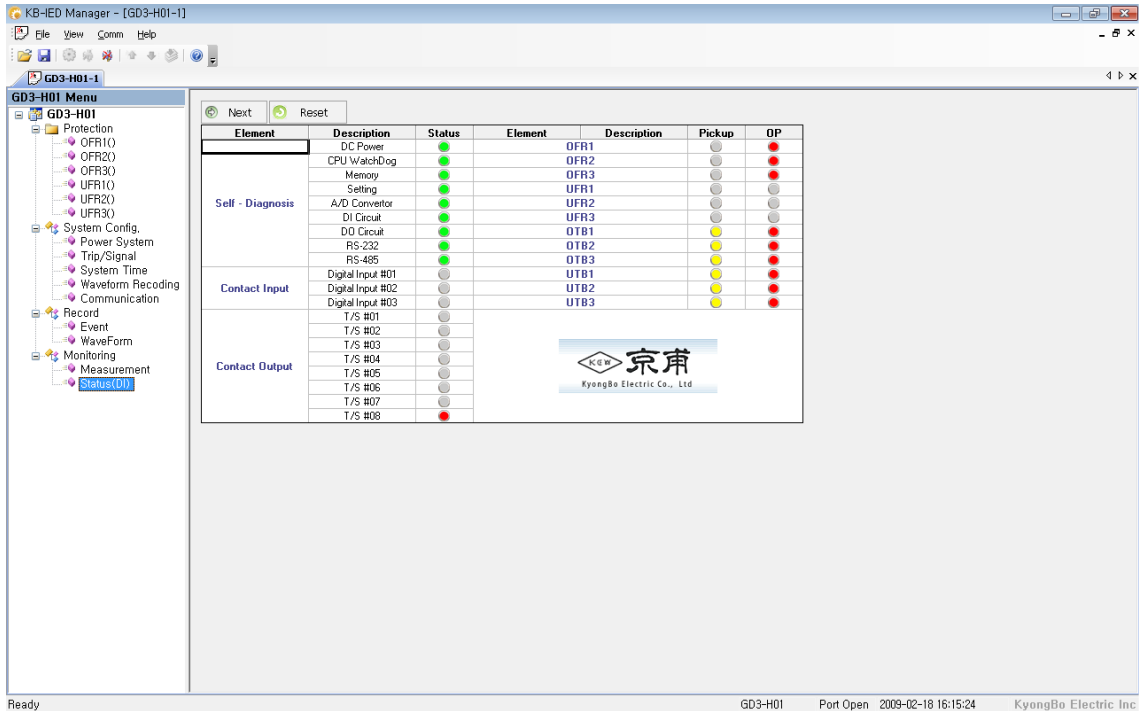 KB-IED Manager - [GD3-H01-1]
File View Comm Help
GD3-H01-1
GD3-H01 Menu
GD3-H01
Protection
OFR1()
OFR2()
OFR3()
UFR1()
UFR2()
UFR3()
System Config,
Power System
Trip/Signal
System Time
Waveform Recoding
Communication
Record
Event
WaveForm
Monitoring
Measurement
Status(DI)
Next Reset
Element Description Status Element Description Pickup OP
DC Power OFR1
CPU WatchDog OFR2
Memory OFR3
Setting UFR1
Self - Diagnosis A/D Convertor UFR2
DI Circuit UFR3
DO Circuit OTB1
RS-232 OTB2
RS-485 OTB3
Digital Input #01 UTB1
Contact Input Digital Input #02 UTB2
Digital Input #03 UTB3
T/S #01
T/S #02
T/S #03
T/S #04
Contact Output T/S #05
T/S #06
T/S #07
T/S #08
京甫
KyongBo Electric Co., Ltd
Ready GD3-H01 Port Open 2009-02-18 16:15:24 KyongBo Electric Inc